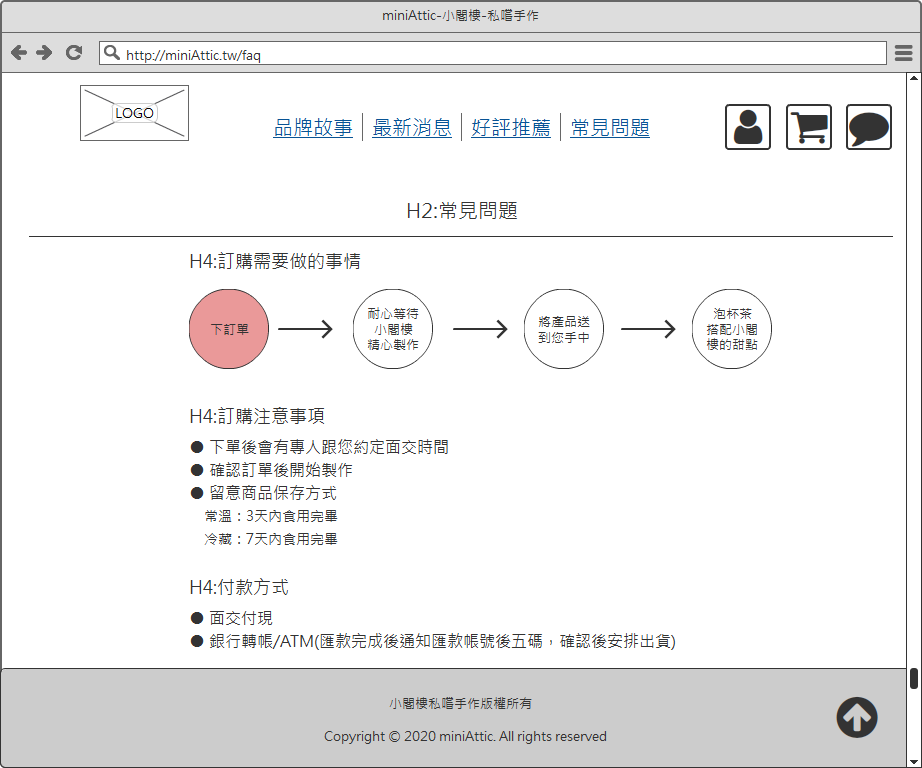 miniAttic-小閣樓-私嚐手作
http://miniAttic.tw/faq
LOGO
品牌故事
最新消息
好評推薦
常見問題
H2:常見問題
H4:訂購需要做的事情
下訂單
耐心等待
小閣樓
精心製作
將產品送
到您手中
泡杯茶
搭配小閣
樓的甜點
H4:訂購注意事項
● 下單後會有專人跟您約定面交時間
● 確認訂單後開始製作
● 留意商品保存方式
常溫：3天內食用完畢
冷藏：7天內食用完畢
H4:付款方式
● 面交付現
● 銀行轉帳/ATM(匯款完成後通知匯款帳號後五碼，確認後安排出貨)
小閣樓私嚐手作版權所有
Copyright © 2020 miniAttic. All rights reserved